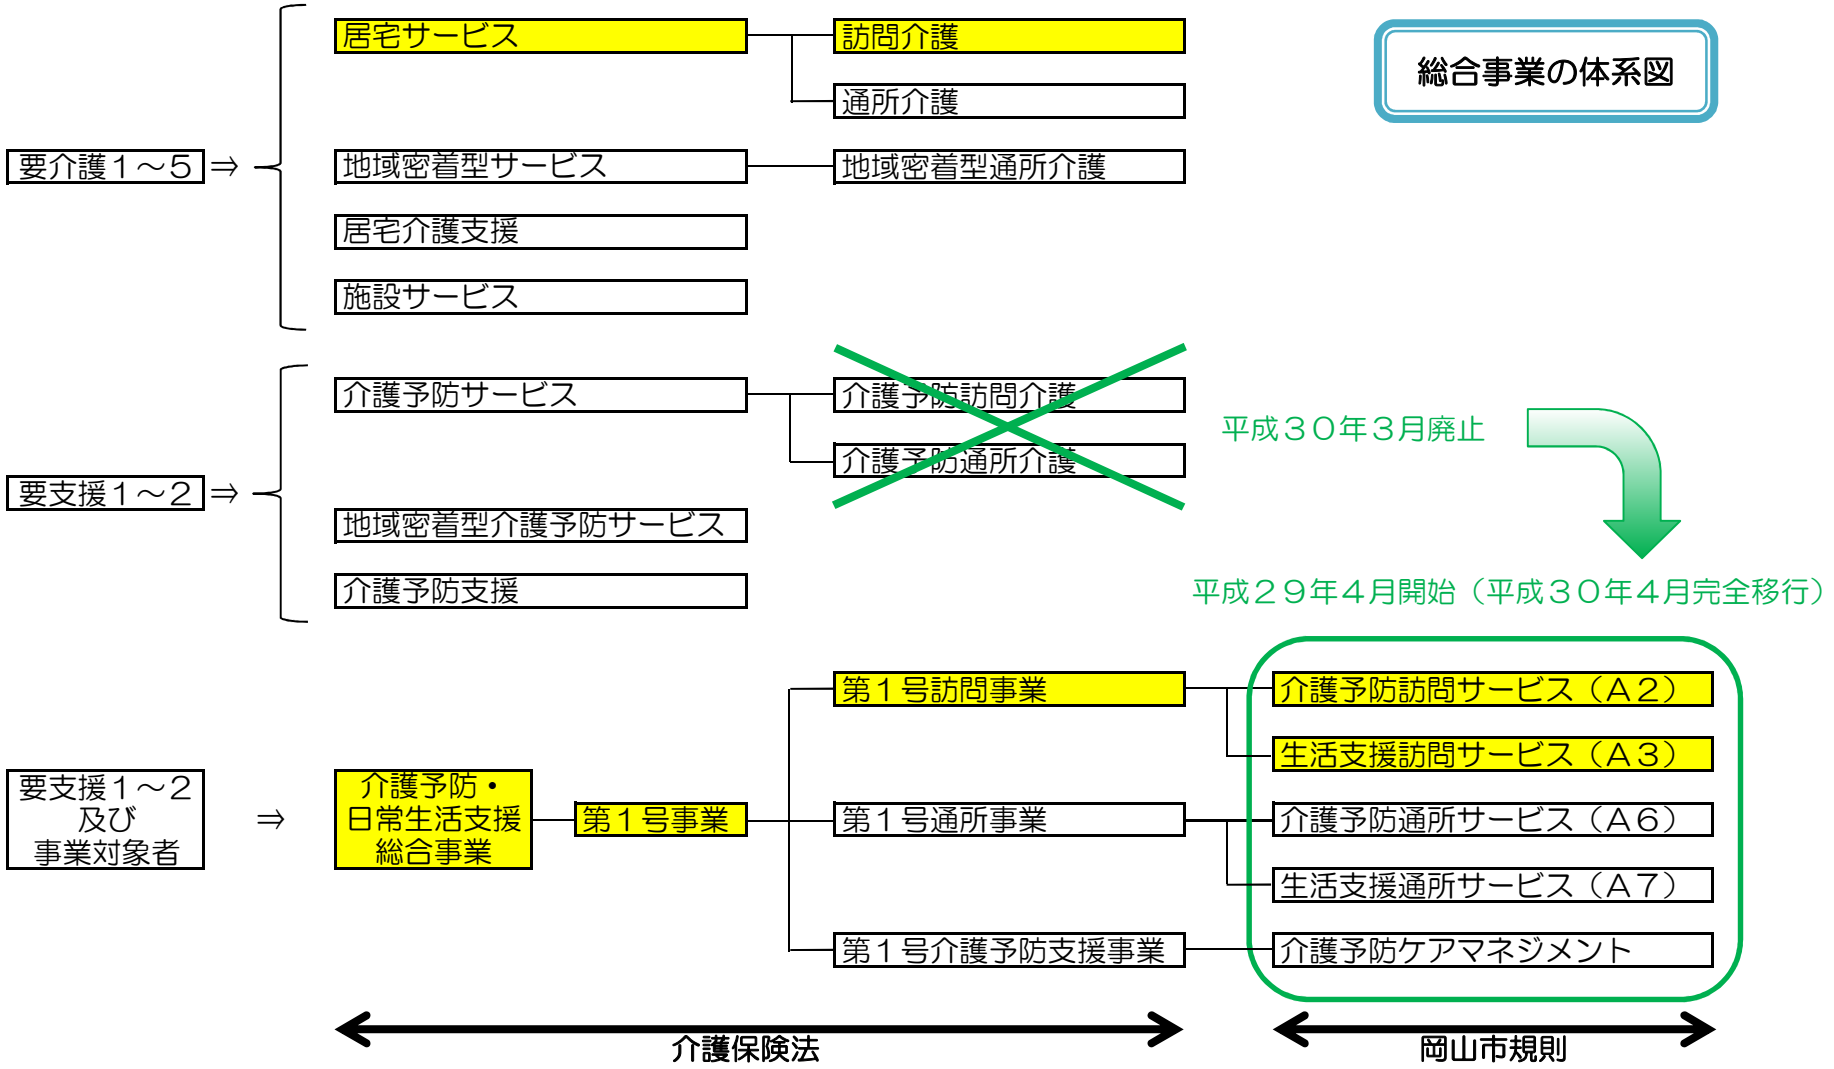 総合事業の体系図
要介護１～５
⇒
居宅サービス
訪問介護
通所介護
地域密着型サービス
地域密着型通所介護
居宅介護支援
施設サービス
要支援１～２
⇒
介護予防サービス
介護予防訪問介護
介護予防通所介護
平成３０年３月廃止
地域密着型介護予防サービス
介護予防支援
平成２９年４月開始（平成３０年４月完全移行）
要支援１～２
及び
事業対象者
⇒
介護予防・
日常生活支援
総合事業
第１号事業
第１号訪問事業
介護予防訪問サービス（Ａ２）
生活支援訪問サービス（Ａ３）
第１号通所事業
介護予防通所サービス（Ａ６）
生活支援通所サービス（Ａ７）
第１号介護予防支援事業
介護予防ケアマネジメント
介護保険法
岡山市規則